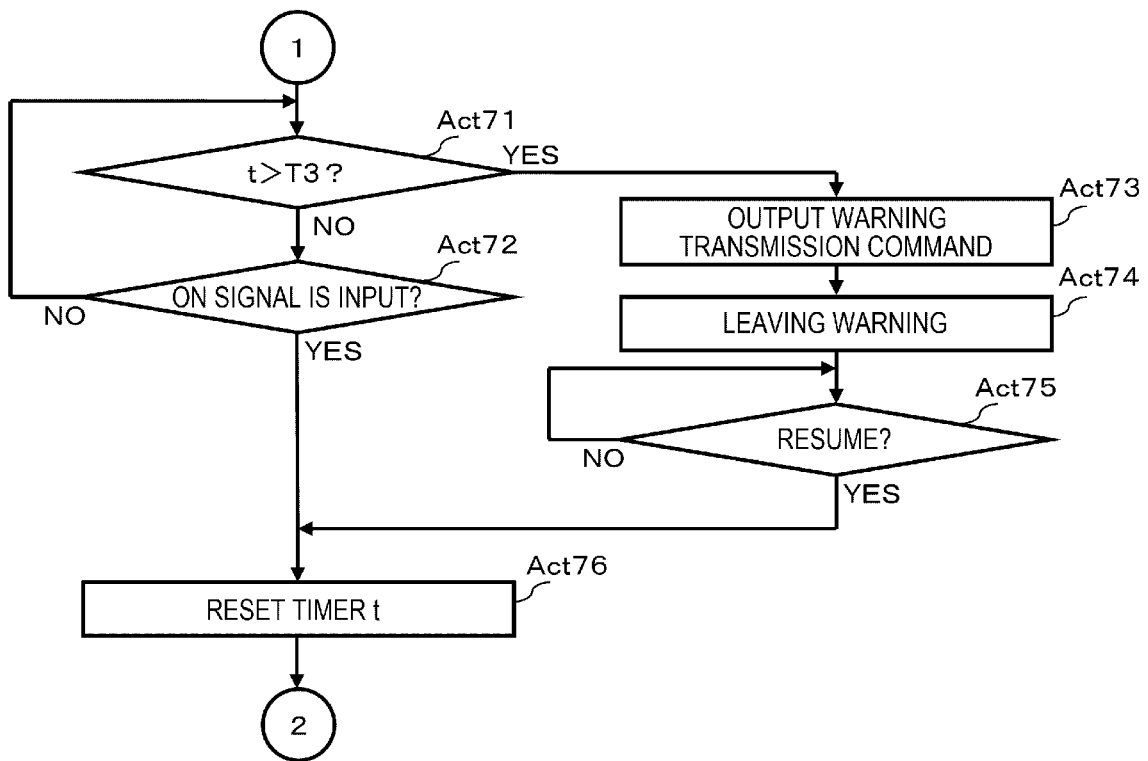 1
Act71
t＞T3？
YES
NO
Act73
OUTPUT WARNING
TRANSMISSION COMMAND
Act72
ON SIGNAL IS INPUT?
NO
YES
Act74
LEAVING WARNING
Act75
RESUME?
NO
YES
Act76
RESET TIMER t
2